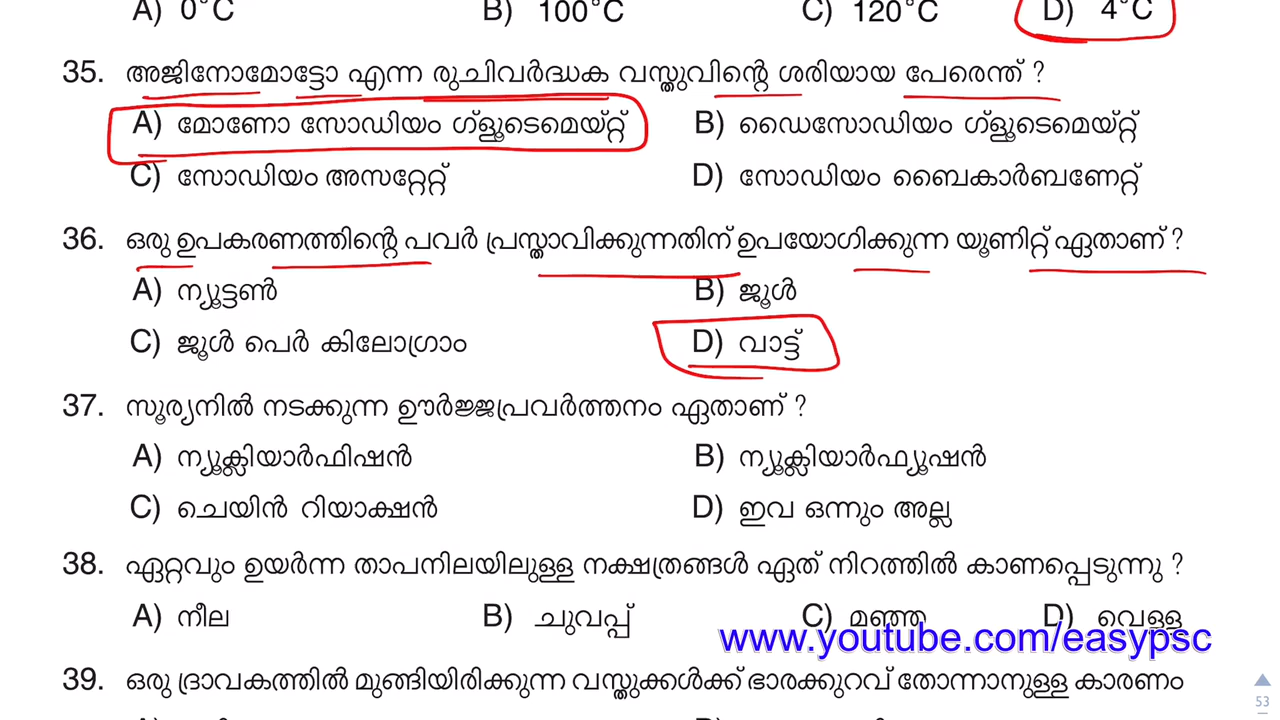 A) 0°C B) 100°C C) 120°C D) 4°C
35. അജിനോമോട്ടോ എന്ന രുചിവർദ്ധക വസ്തുവിന്റെ ശരിയായ പേരെന്ത് ?
A) മോണോ സോഡിയം ഗ്ളൂടെമെയ്റ്റ് B) ഡൈസോഡിയം ഗ്ളൂടെമെയ്റ്റ്
C) സോഡിയം അസറ്റേറ്റ് D) സോഡിയം ബൈകാർബണേറ്റ്
36. ഒരു ഉപകരണത്തിന്റെ പവർ പ്രസ്താവിക്കുന്നതിന് ഉപയോഗിക്കുന്ന യൂണിറ്റ് ഏതാണ് ?
A) ന്യൂട്ടൺ B) ജൂൾ
C) ജൂൾ പെർ കിലോഗ്രാം D) വാട്ട്
37. സൂര്യനിൽ നടക്കുന്ന ഊർജ്ജപ്രവർത്തനം ഏതാണ് ?
A) ന്യൂക്ലിയാർഫിഷൻ B) ന്യൂക്ലിയാർഫ്യൂഷൻ
C) ചെയിൻ റിയാക്ഷൻ D) ഇവ ഒന്നും അല്ല
38. ഏറ്റവും ഉയർന്ന താപനിലയിലുള്ള നക്ഷത്രങ്ങൾ ഏത് നിറത്തിൽ കാണപ്പെടുന്നു ?
A) നീല B) ചുവപ്പ് C) മഞ്ഞ D) വെള്ള
www.youtube.com/easypsc
39. ഒരു ദ്രാവകത്തിൽ മുങ്ങിയിരിക്കുന്ന വസ്തുക്കൾക്ക് ഭാരക്കുറവ് തോന്നാനുള്ള കാരണം
53